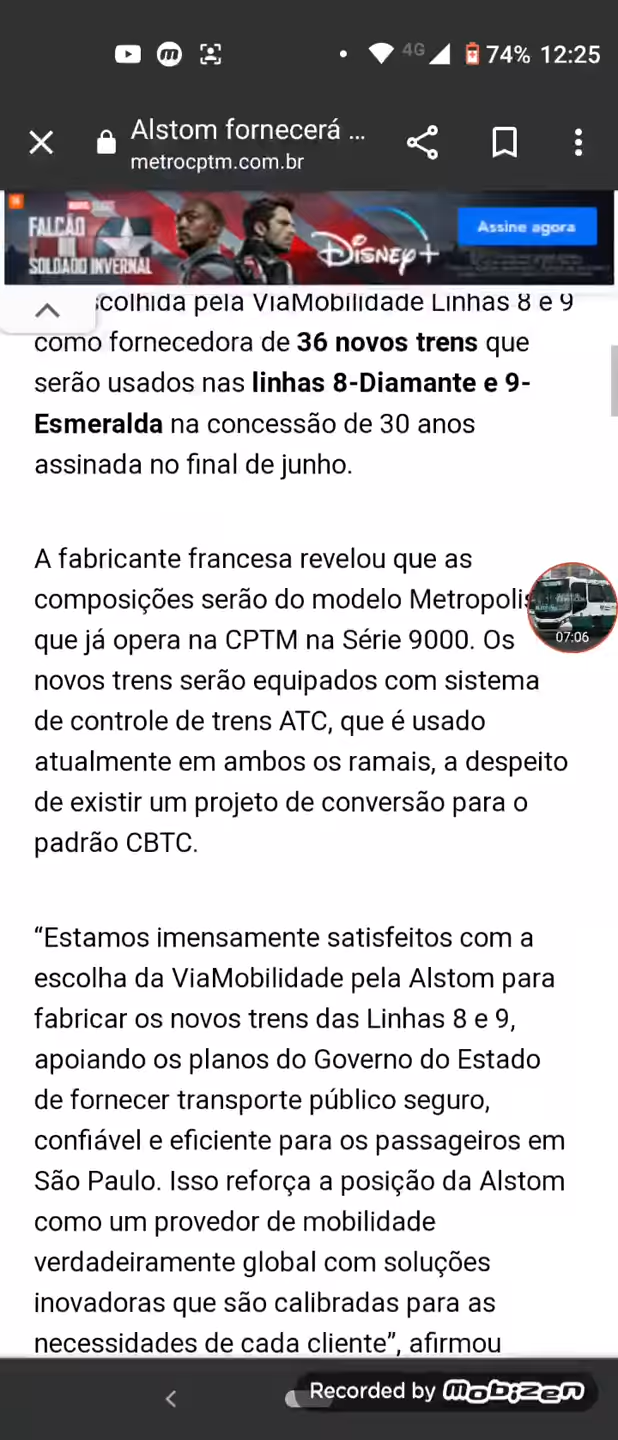 4G 74% 12:25
Alstom fornecerá ...
metrocptm.com.br
FALCÃO
E O
SOLDADO INVERNAL
Disney+
Assine agora
scolhida pela ViaMobilidade Linhas 8 e 9
como fornecedora de 36 novos trens que
serão usados nas linhas 8-Diamante e 9-
Esmeralda na concessão de 30 anos
assinada no final de junho.
A fabricante francesa revelou que as
composições serão do modelo Metropolis
que já opera na CPTM na Série 9000. Os
07:06
novos trens serão equipados com sistema
de controle de trens ATC, que é usado
atualmente em ambos os ramais, a despeito
de existir um projeto de conversão para o
padrão CBTC.
“Estamos imensamente satisfeitos com a
escolha da ViaMobilidade pela Alstom para
fabricar os novos trens das Linhas 8 e 9,
apoiando os planos do Governo do Estado
de fornecer transporte público seguro,
confiável e eficiente para os passageiros em
São Paulo. Isso reforça a posição da Alstom
como um provedor de mobilidade
verdadeiramente global com soluções
inovadoras que são calibradas para as
necessidades de cada cliente”, afirmou
Recorded by mobizen